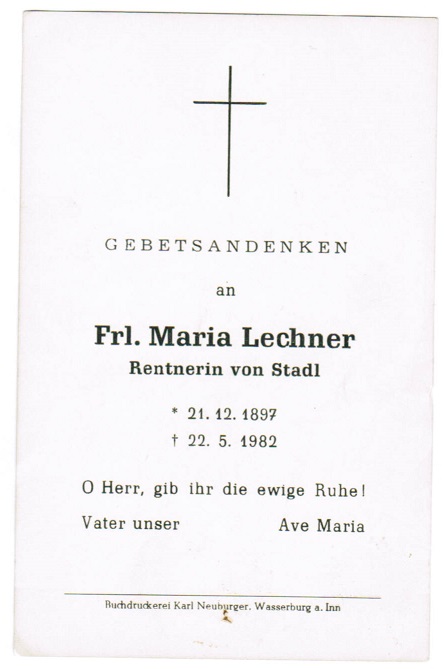 GEBETSANDENKEN
an
Frl. Maria Lechner
Rentnerin von Stadl
* 21. 12. 1897
† 22. 5. 1982
O Herr, gib ihr die ewige Ruhe!
Vater unser Ave Maria
Buchdruckerei Karl Neuburger, Wasserburg a. Inn